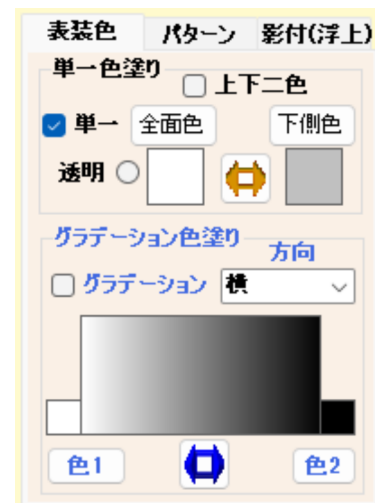 表装色 パターン 影付(浮上)
単一色塗り
上下二色
単一 全面色 下側色
透明
グラデーション色塗り
方向
グラデーション 横
色1 色2